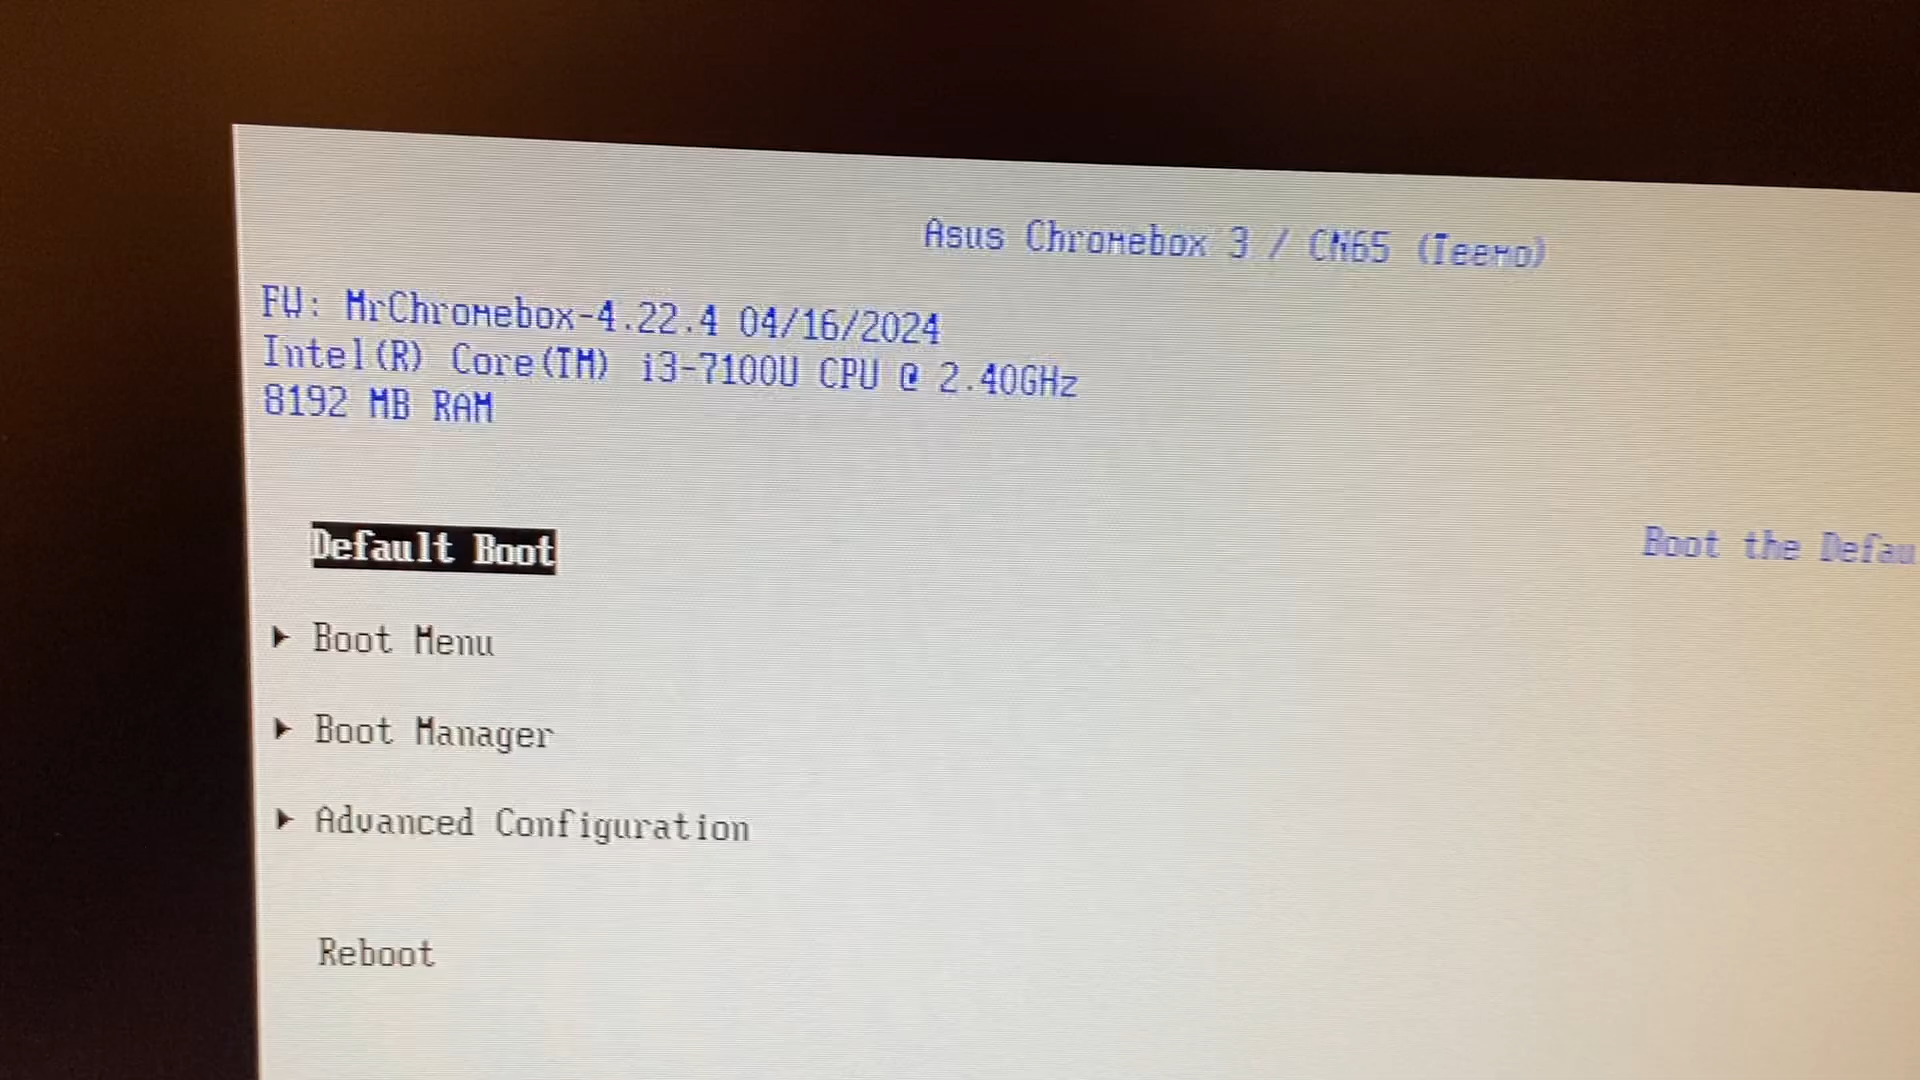 Asus Chromebox 3 / CN65 (Teemo)
FW: MrChromebox-4.22.4 04/16/2024
Intel(R) Core(TM) i3-7100U CPU @ 2.40GHz
8192 MB RAM
Default Boot
Boot the Defau
Boot Menu
Boot Manager
Advanced Configuration
Reboot